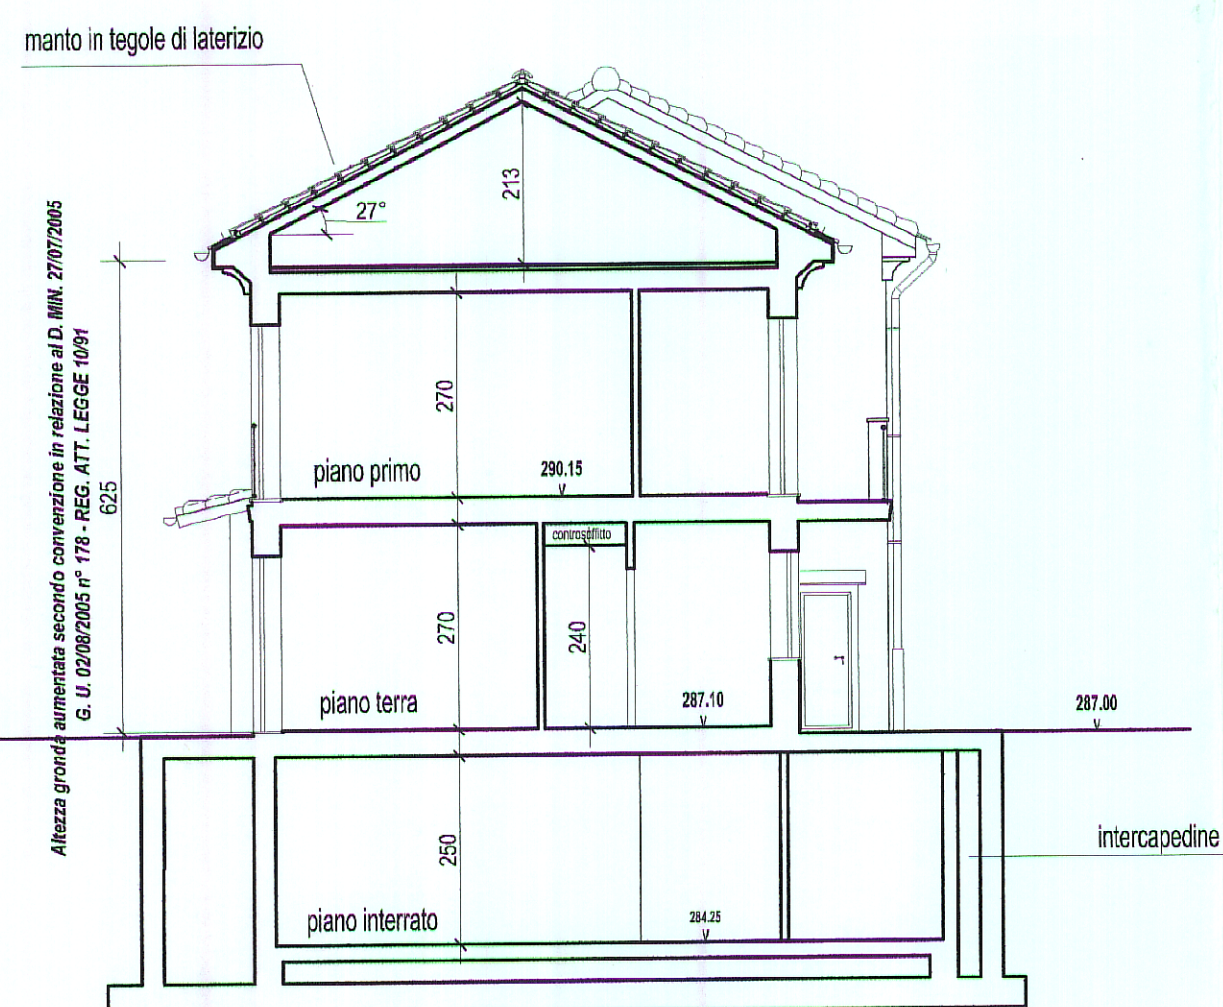 manto in tegole di laterizio
213
27°
Altezza gronda aumentata secondo convenzione in relazione al D. MIN. 27/07/2005
G. U. 02/08/2005 n° 178 - REG. ATT. LEGGE 10/91
625
270
piano primo
290.15
controsoffitto
270
240
piano terra
287.10
287.00
250
intercapedine
piano interrato
284.25